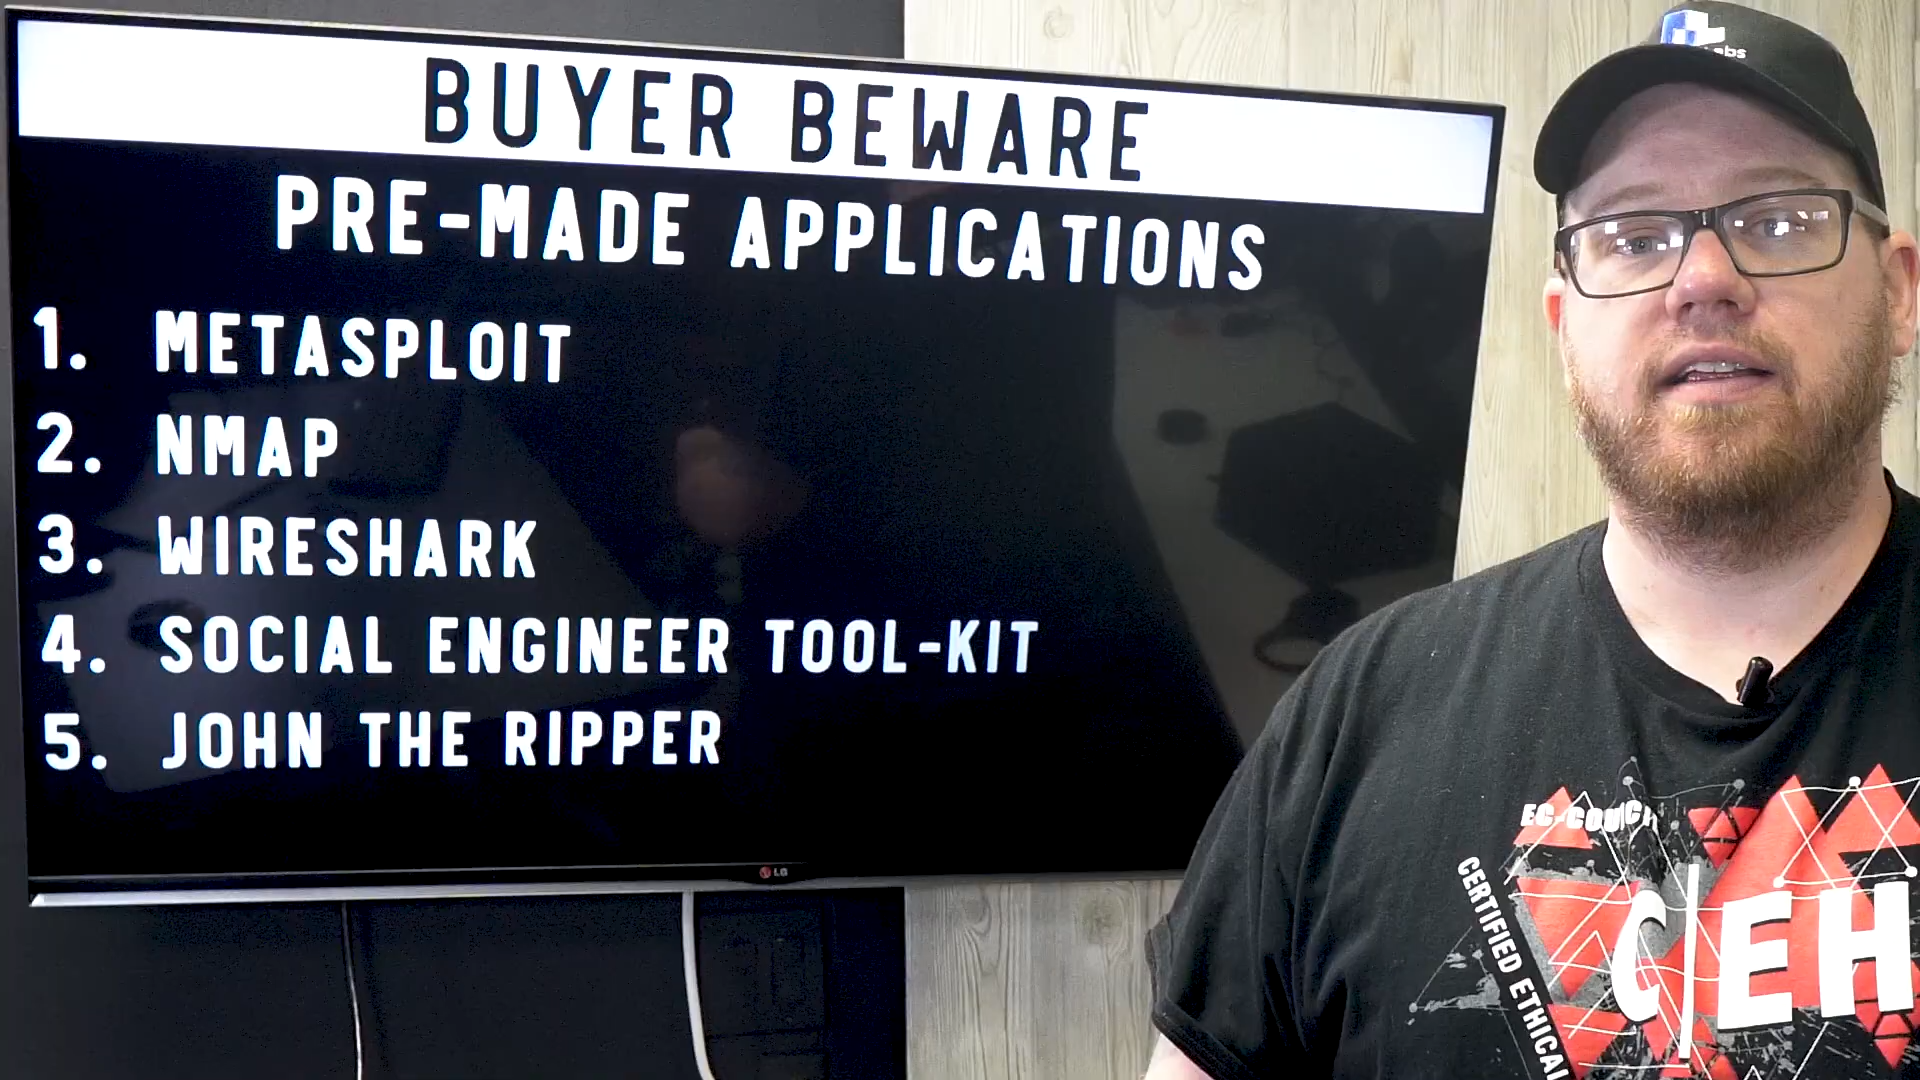 BUYER BEWARE
PRE-MADE APPLICATIONS
1. METASPLOIT
2. NMAP
3. WIRESHARK
4. SOCIAL ENGINEER TOOL-KIT
5. JOHN THE RIPPER
LG
EC-COUNCI
CERTIFIED ETHICAL
C|EH